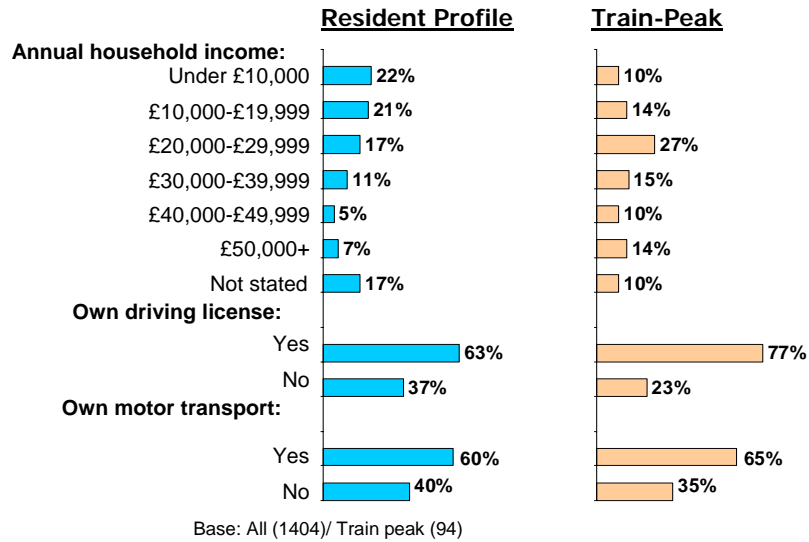 Resident Profile Train-Peak
Annual household income:
Under £10,000 22% 10%
£10,000-£19,999 21% 14%
£20,000-£29,999 17% 27%
£30,000-£39,999 11% 15%
£40,000-£49,999 5% 10%
£50,000+ 7% 14%
Not stated 17% 10%
Own driving license:
Yes 63% 77%
No 37% 23%
Own motor transport:
Yes 60% 65%
No 40% 35%
Base: All (1404)/ Train peak (94)